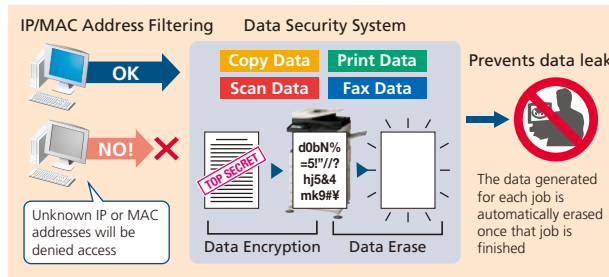 IP/MAC Address Filtering
Data Security System
OK
NO!
Unknown IP or MAC
addresses will be
denied access
Copy Data
Print Data
Scan Data
Fax Data
TOP SECRET
d0bN%
=5!"//?
hj5&4
mk9#¥
Data Encryption
Data Erase
Prevents data leak
The data generated
for each job is
automatically erased
once that job is
finished